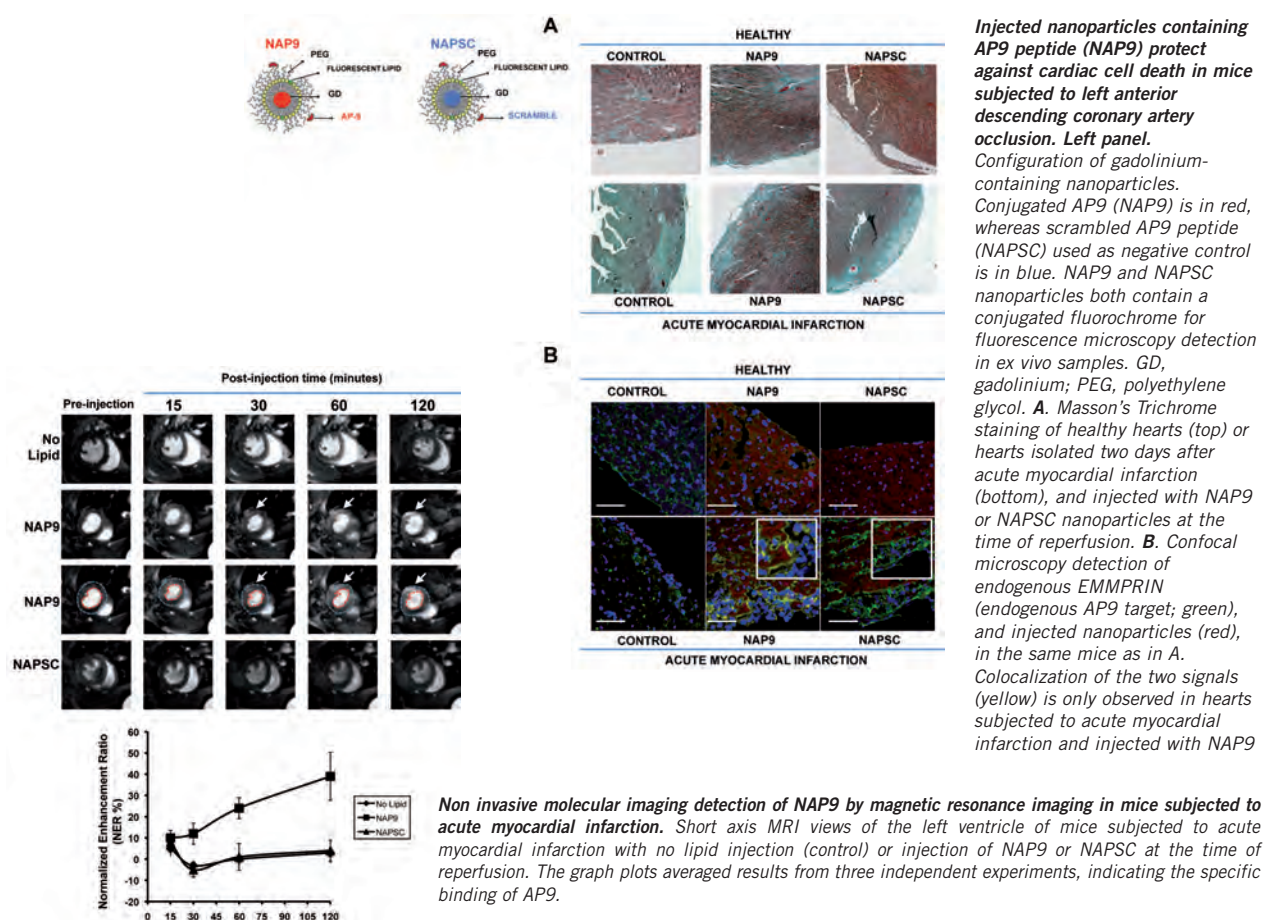 NAP9
PEG
FLUORESCENT LIPID
GD
AP-9
NAPSC
PEG
FLUORESCENT LIPID
GD
SCRAMBLE
A
HEALTHY
CONTROL NAP9 NAPSC
CONTROL NAP9 NAPSC
ACUTE MYOCARDIAL INFARCTION
B
HEALTHY
CONTROL NAP9 NAPSC
CONTROL NAP9 NAPSC
ACUTE MYOCARDIAL INFARCTION
Injected nanoparticles containing
AP9 peptide (NAP9) protect
against cardiac cell death in mice
subjected to left anterior
descending coronary artery
occlusion. Left panel.
Configuration of gadolinium-
containing nanoparticles.
Conjugated AP9 (NAP9) is in red,
whereas scrambled AP9 peptide
(NAPSC) used as negative control
is in blue. NAP9 and NAPSC
nanoparticles both contain a
conjugated fluorochrome for
fluorescence microscopy detection
in ex vivo samples. GD,
gadolinium; PEG, polyethylene
glycol. A. Masson's Trichrome
staining of healthy hearts (top) or
hearts isolated two days after
acute myocardial infarction
(bottom), and injected with NAP9
or NAPSC nanoparticles at the
time of reperfusion. B. Confocal
microscopy detection of
endogenous EMMPRIN
(endogenous AP9 target; green),
and injected nanoparticles (red),
in the same mice as in A.
Colocalization of the two signals
(yellow) is only observed in hearts
subjected to acute myocardial
infarction and injected with NAP9
Post-injection time (minutes)
Pre-injection 15 30 60 120
No
Lipid
NAP9
NAP9
NAPSC
Normalized Enhancement Ratio
(NER %)
60
50
40
30
20
10
0
-10
-20
0 15 30 45 60 75 90 105 120
No Lipid
NAP9
NAPSC
Non invasive molecular imaging detection of NAP9 by magnetic resonance imaging in mice subjected to
acute myocardial infarction. Short axis MRI views of the left ventricle of mice subjected to acute
myocardial infarction with no lipid injection (control) or injection of NAP9 or NAPSC at the time of
reperfusion. The graph plots averaged results from three independent experiments, indicating the specific
binding of AP9.